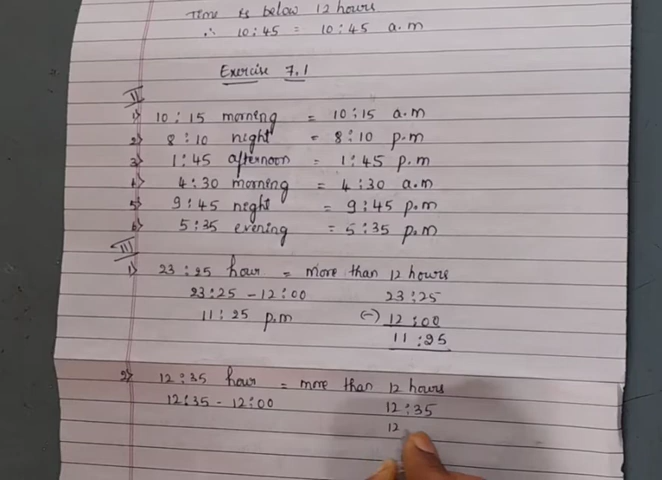 Time is below 12 hours
∴ 10:45 = 10:45 a.m
Exercise 7.1
II
1) 10:15 morning = 10:15 a.m
2) 8:10 night = 8:10 p.m
3) 1:45 afternoon = 1:45 p.m
4) 4:30 morning = 4:30 a.m
5) 9:45 night = 9:45 p.m
6) 5:35 evening = 5:35 p.m
III
1) 23:25 hour = more than 12 hours
23:25 - 12:00 23:25
11:25 p.m (-) 12:00
11:25
2) 12:35 hour = more than 12 hours
12:35 - 12:00 12:35
12